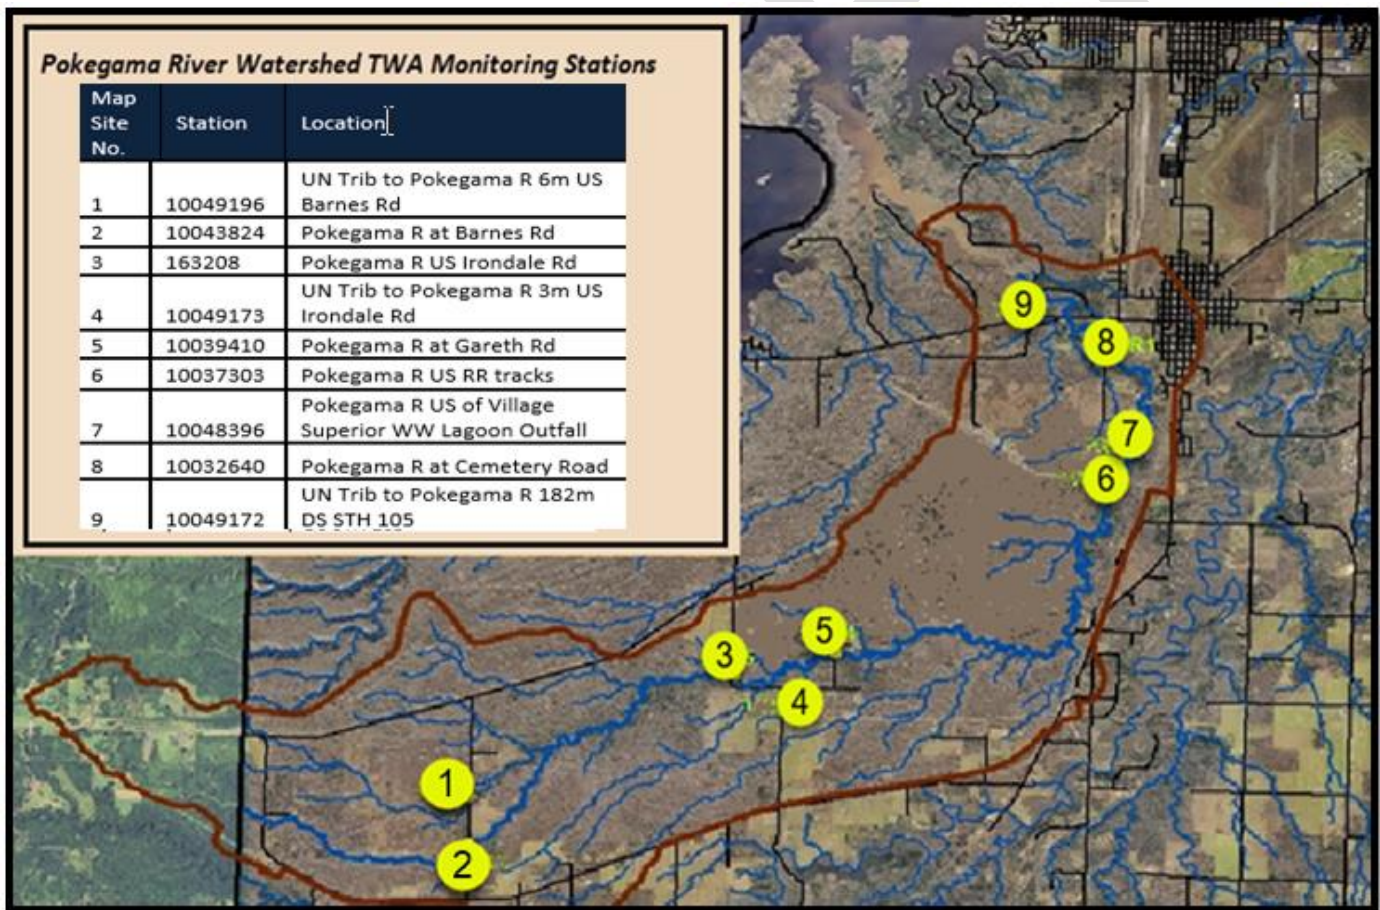 Pokegama River Watershed TWA Monitoring Stations
Map
Site
No.
Station
Location
UN Trib to Pokegama R 6m US
1 10049196 Barnes Rd
2 10043824 Pokegama R at Barnes Rd
3 163208 Pokegama R US Irondale Rd
UN Trib to Pokegama R 3m US
4 10049173 Irondale Rd
5 10039410 Pokegama R at Gareth Rd
6 10037303 Pokegama R US RR tracks
Pokegama R US of Village
7 10048396 Superior WW Lagoon Outfall
8 10032640 Pokegama R at Cemetery Road
UN Trib to Pokegama R 182m
9 10049172 DS STH 105
9
8
7
6
5
3
4
1
2